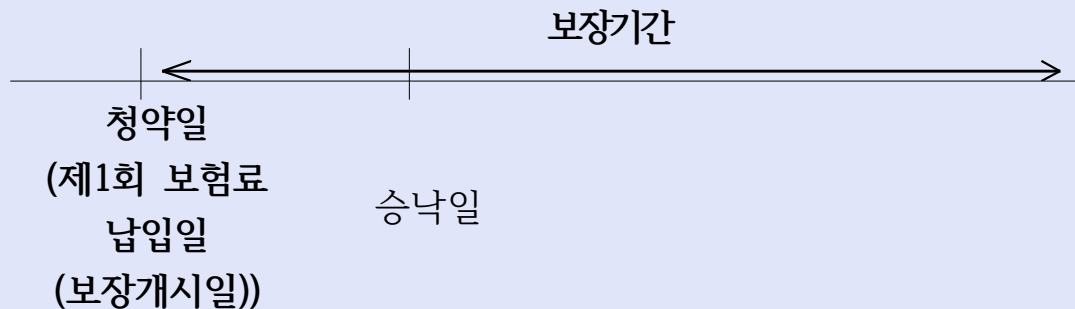 보장기간
청약일
(제1회 보험료
납입일
(보장개시일))
승낙일